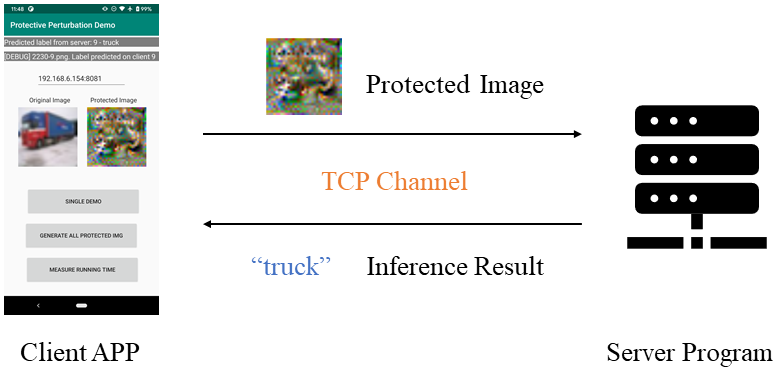 11:48 99%
Protective Perturbation Demo
Predicted label from server: 9 - truck
[DEBUG] 2230-9.png. Label predicted on client 9
192.168.6.154:8081
Original Image Protected Image
SINGLE DEMO
GENERATE ALL PROTECTED IMG
MEASURE RUNNING TIME
Client APP
Protected Image
TCP Channel
“truck” Inference Result
Server Program